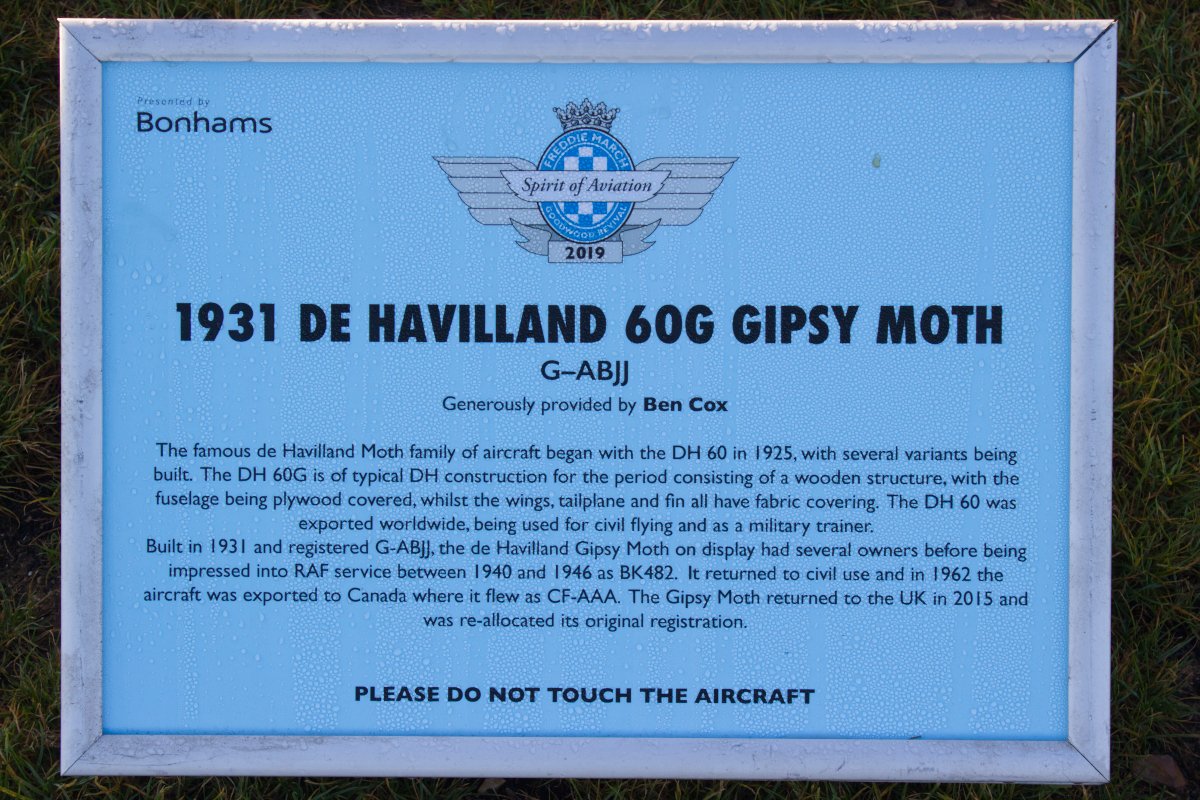 Presented by
Bonhams
FREDDIE MARCH
Spirit of Aviation
GOODWOOD REVIVAL
2019
1931 DE HAVILLAND 60G GIPSY MOTH
G–ABJJ
Generously provided by Ben Cox
The famous de Havilland Moth family of aircraft began with the DH 60 in 1925, with several variants being
built. The DH 60G is of typical DH construction for the period consisting of a wooden structure, with the
fuselage being plywood covered, whilst the wings, tailplane and fin all have fabric covering. The DH 60 was
exported worldwide, being used for civil flying and as a military trainer.
Built in 1931 and registered G-ABJJ, the de Havilland Gipsy Moth on display had several owners before being
impressed into RAF service between 1940 and 1946 as BK482. It returned to civil use and in 1962 the
aircraft was exported to Canada where it flew as CF-AAA. The Gipsy Moth returned to the UK in 2015 and
was re-allocated its original registration.
PLEASE DO NOT TOUCH THE AIRCRAFT